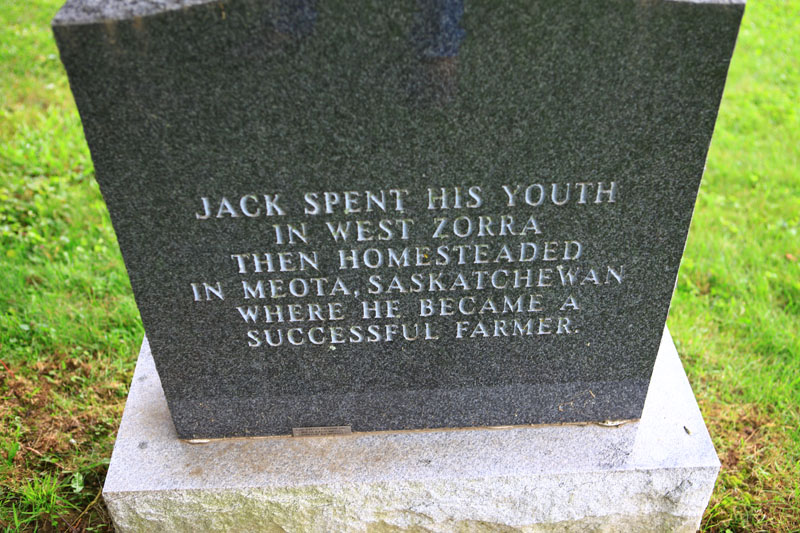 JACK SPENT HIS YOUTH
IN WEST ZORRA
THEN HOMESTEADED
IN MEOTA, SASKATCHEWAN
WHERE HE BECAME A
SUCCESSFUL FARMER.